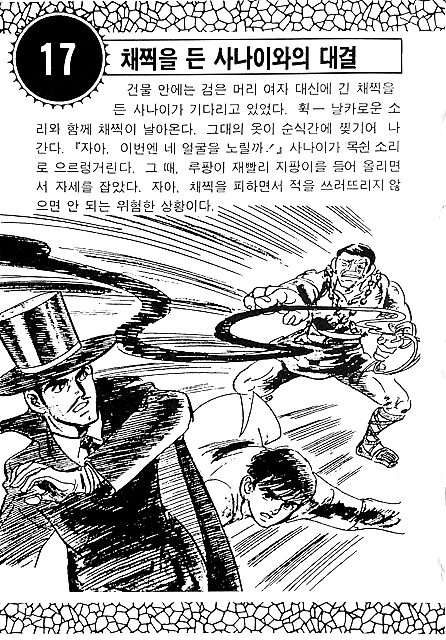 17
채찍을 든 사나이와의 대결
건물 안에는 검은 머리 여자 대신에 긴 채찍을
든 사나이가 기다리고 있었다. 휙— 날카로운 소
리와 함께 채찍이 날아온다. 그대의 옷이 순식간에 찢기어 나
간다. 『자아, 이번엔 네 얼굴을 노릴까!』 사나이가 목쉰 소리
로 으르렁거린다. 그 때, 루팡이 재빨리 지팡이를 들어 올리면
서 자세를 잡았다. 자아, 채찍을 피하면서 적을 쓰러뜨리지 않
으면 안 되는 위험한 상황이다.